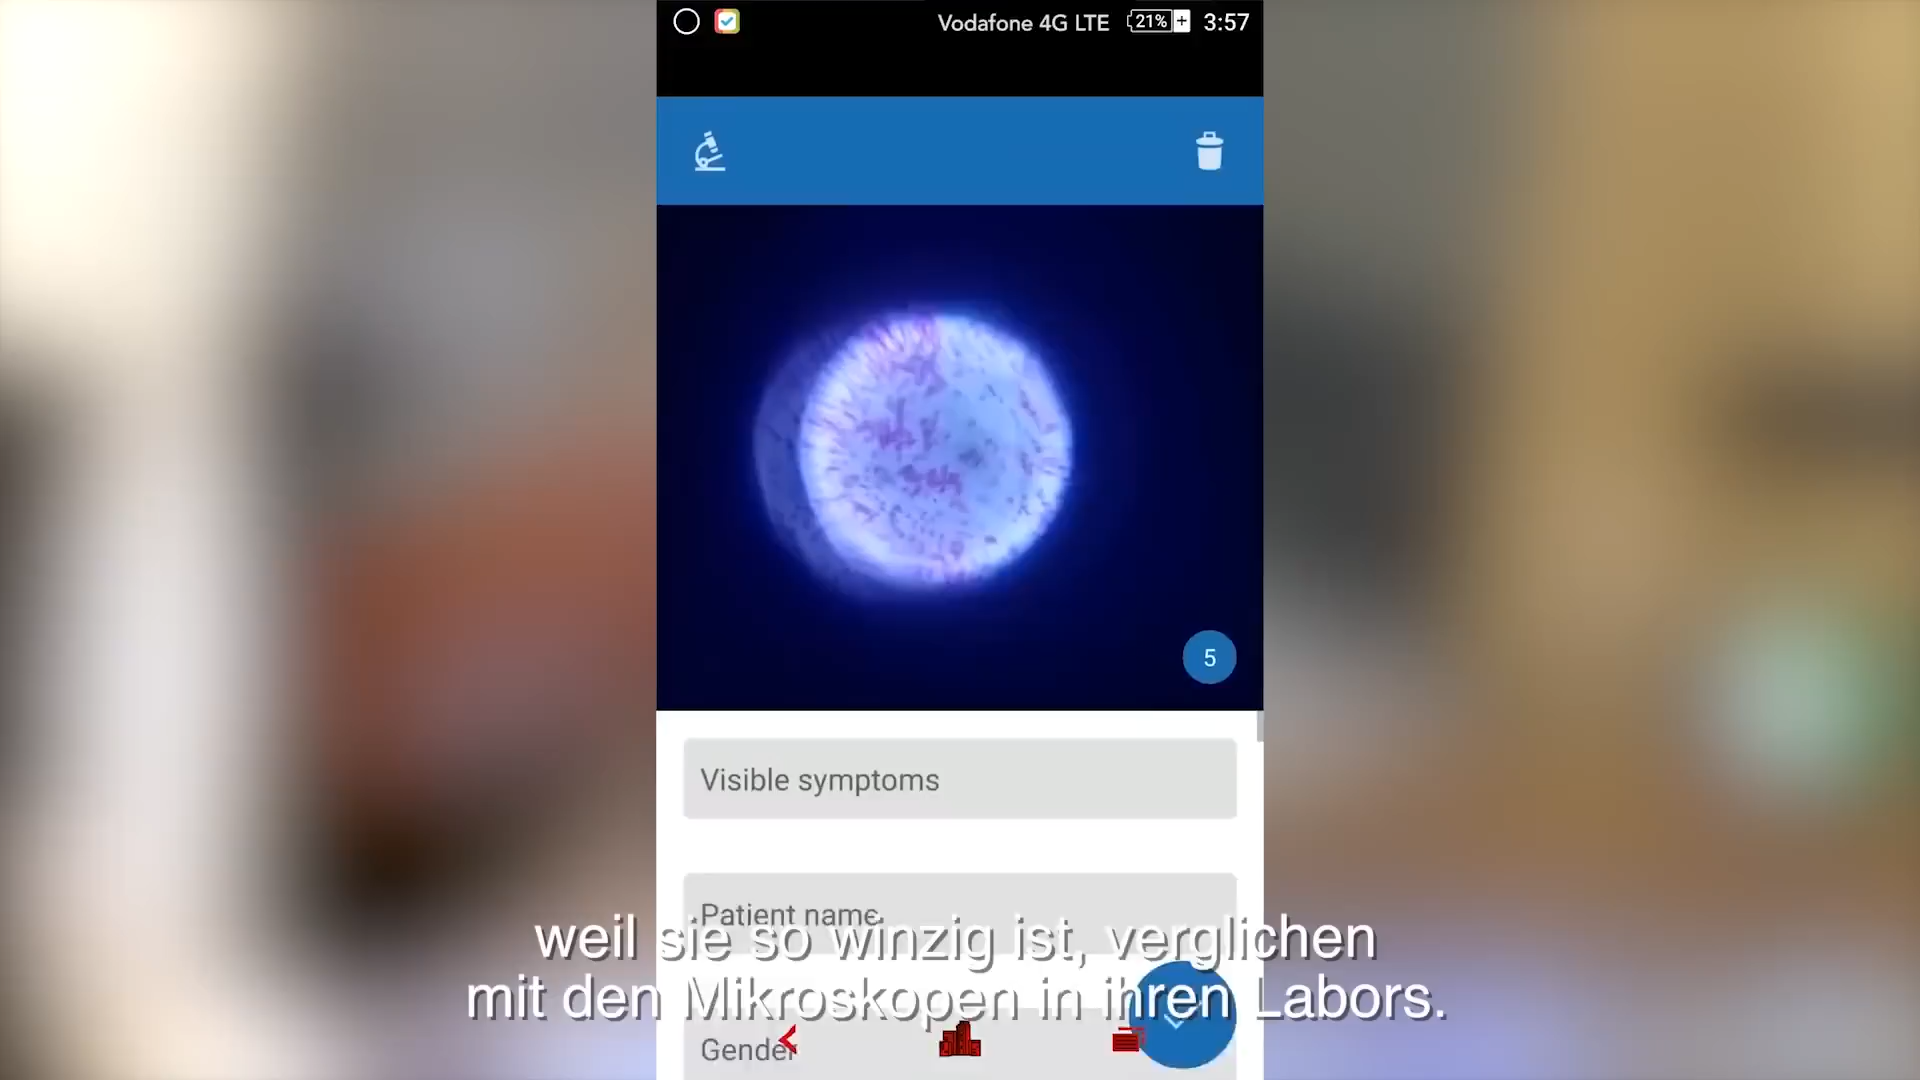 Vodafone 4G LTE 21% 3:57
5
Visible symptoms
Patient name
weil sie so winzig ist, verglichen
mit den Mikroskopen in ihren Labors.
Gender